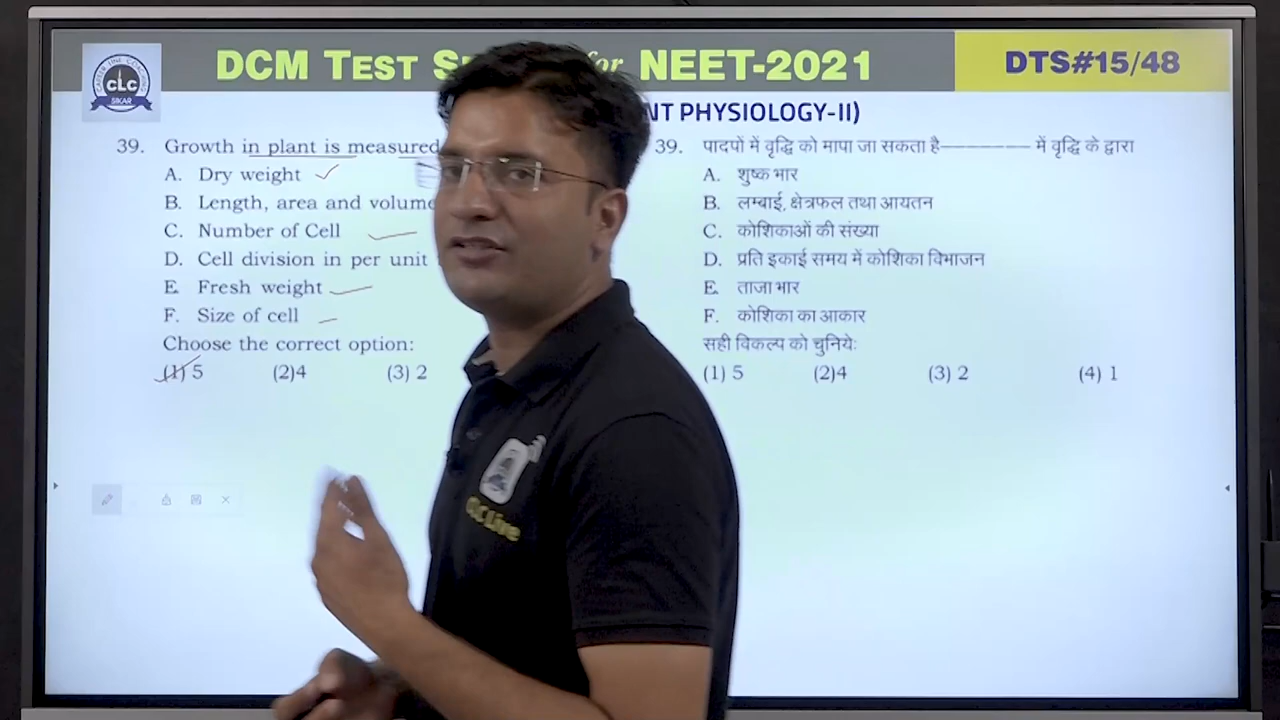 DCM TEST for NEET-2021
DTS#15/48
CLC
SIKAR
PHYSIOLOGY-II)
39. Growth in plant is measured
A. Dry weight
B. Length, area and volume
C. Number of Cell
D. Cell division in per unit
E. Fresh weight
F. Size of cell
Choose the correct option:
(1) 5 (2)4 (3) 2
39. पादपों में वृद्धि को मापा जा सकता है———— में वृद्धि के द्वारा
A. शुष्क भार
B. लम्बाई, क्षेत्रफल तथा आयतन
C. कोशिकाओं की संख्या
D. प्रति इकाई समय में कोशिका विभाजन
E. ताजा भार
F. कोशिका का आकार
सही विकल्प को चुनिये:
(1) 5 (2)4 (3) 2 (4) 1
CLC Live